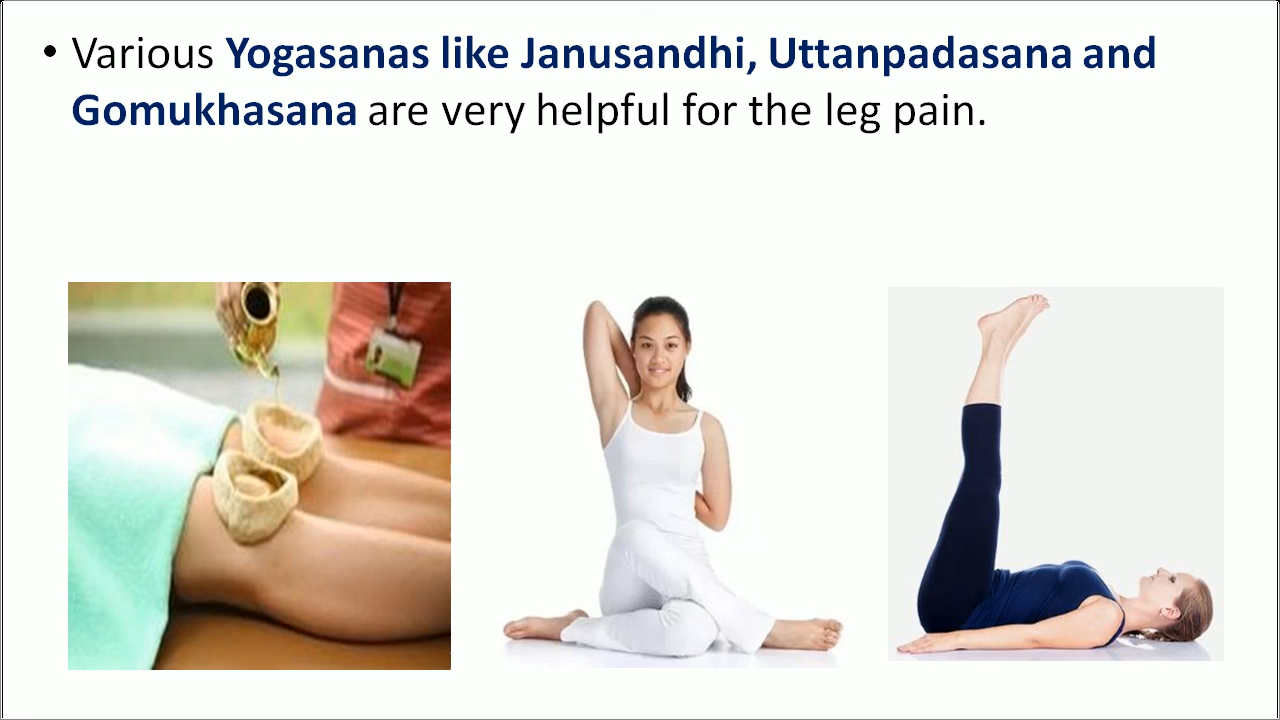 • Various Yogasanas like Janusandhi, Uttanpadasana and
Gomukhasana are very helpful for the leg pain.